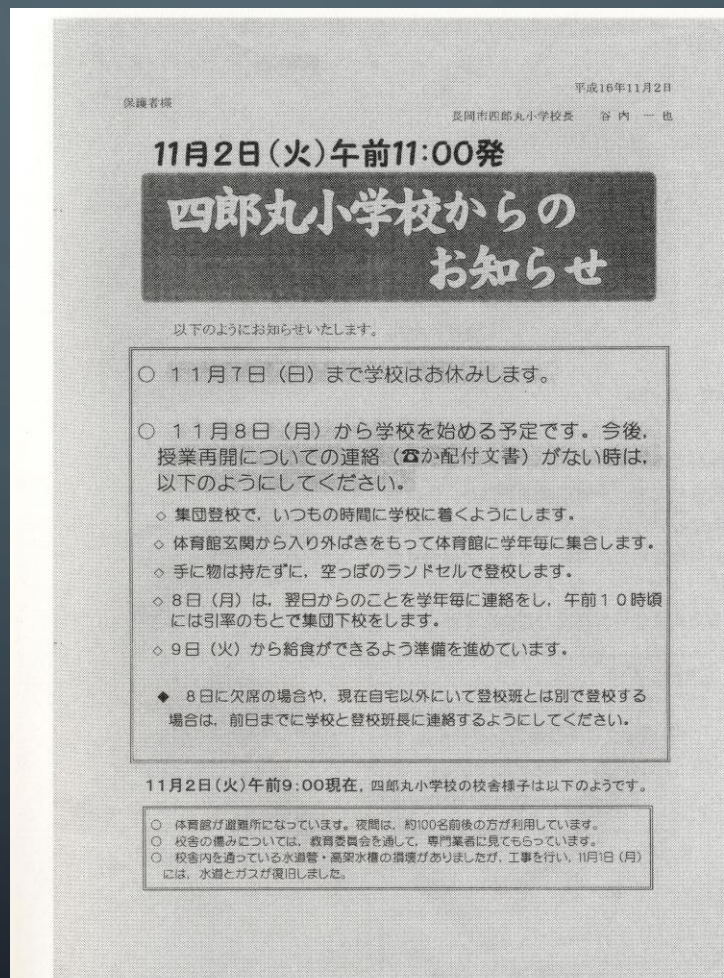 平成16年11月2日
保護者様
長岡市四郎丸小学校長　谷内　一也
11月2日(火)午前11:00発
四郎丸小学校からの
お知らせ
以下のようにお知らせいたします。
○ １１月７日（日）まで学校はお休みします。
○ １１月８日（月）から学校を始める予定です。今後，
授業再開についての連絡（☎か配付文書）がない時は，
以下のようにしてください。
◇ 集団登校で，いつもの時間に学校に着くようにします。
◇ 体育館玄関から入り外ばきをもって体育館に学年毎に集合します。
◇ 手に物は持たずに，空っぽのランドセルで登校します。
◇ ８日（月）は，翌日からのことを学年毎に連絡をし，午前１０時頃
には引率のもとで集団下校をします。
◇ ９日（火）から給食ができるよう準備を進めています。
◆ ８日に欠席の場合や，現在自宅以外にいて登校班とは別で登校する
場合は，前日までに学校と登校班長に連絡するようにしてください。
11月2日(火)午前9:00現在，四郎丸小学校の校舎様子は以下のようです。
○ 体育館が避難所になっています。夜間は，約100名前後の方が利用しています。
○ 校舎の傷みについては，教育委員会を通して，専門業者に見てもらっています。
○ 校舎内を通っている水道管・高架水槽の損壊がありましたが，工事を行い，11月1日（月）
には，水道とガスが復旧しました。